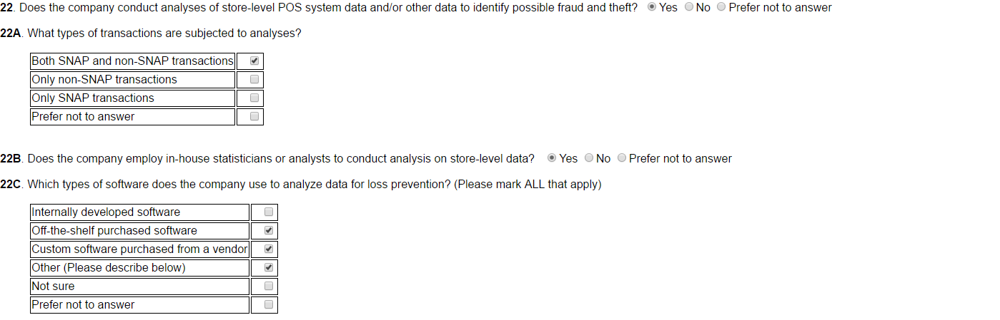 22. Does the company conduct analyses of store-level POS system data and/or other data to identify possible fraud and theft? Yes No Prefer not to answer
22A. What types of transactions are subjected to analyses?
Both SNAP and non-SNAP transactions
Only non-SNAP transactions
Only SNAP transactions
Prefer not to answer
22B. Does the company employ in-house statisticians or analysts to conduct analysis on store-level data? Yes No Prefer not to answer
22C. Which types of software does the company use to analyze data for loss prevention? (Please mark ALL that apply)
Internally developed software
Off-the-shelf purchased software
Custom software purchased from a vendor
Other (Please describe below)
Not sure
Prefer not to answer